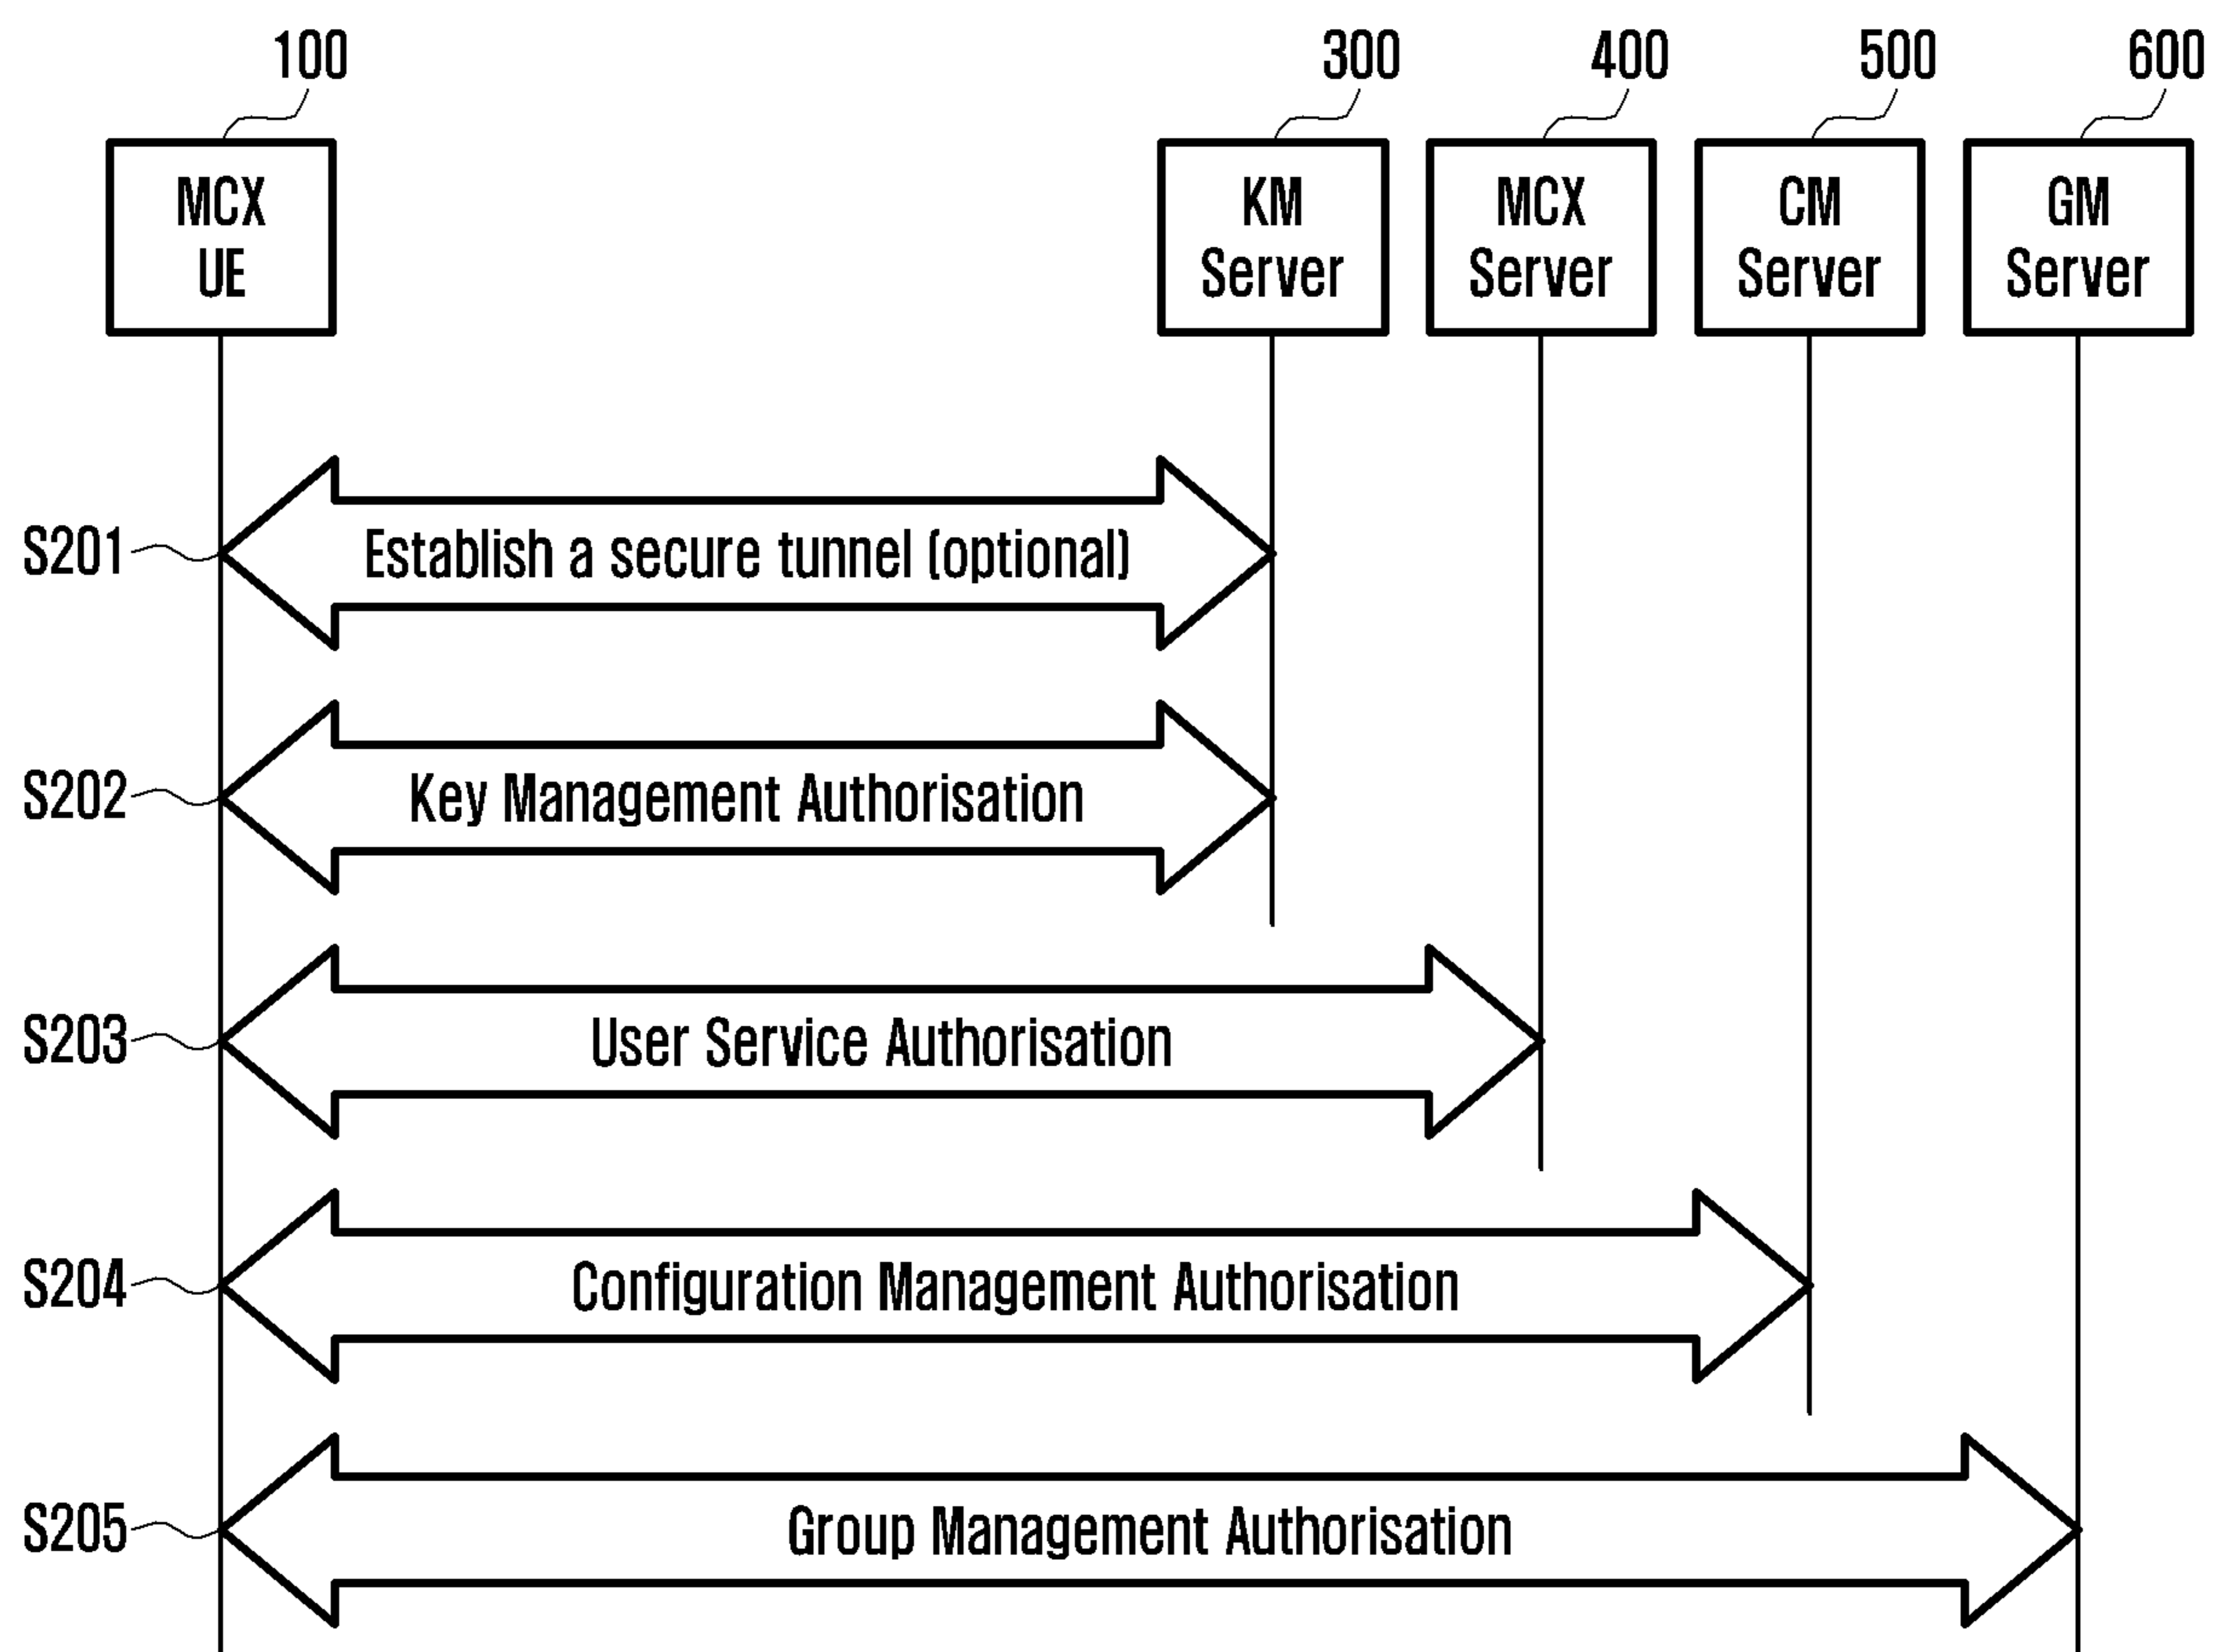 100
300
400
500
600
MCX
UE
KM
Server
MCX
Server
CM
Server
GM
Server
S201
Establish a secure tunnel (optional)
S202
Key Management Authorisation
S203
User Service Authorisation
S204
Configuration Management Authorisation
S205
Group Management Authorisation